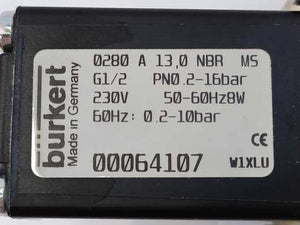 burkert
Made in Germany
0280 A 13,0 NBR MS
G1/2 PN0.2-16bar
230V 50-60Hz8W
60Hz: 0.2-10bar
CE
00064107 W1XLU